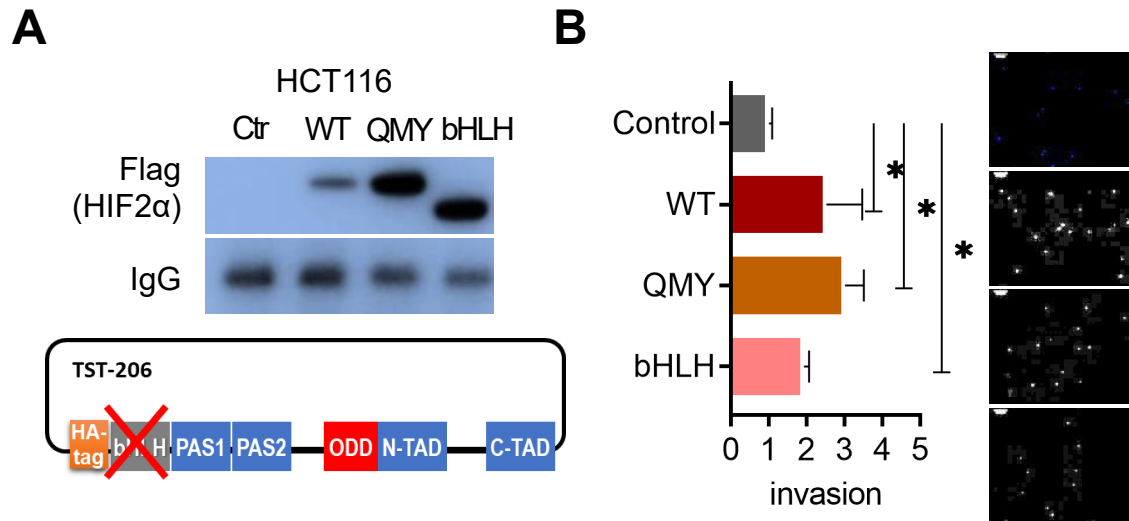 A
HCT116
Ctr WT QMY bHLH
Flag
(HIF2α)
IgG
TST-206
HA-
tag
bHLH PAS1 PAS2 ODD N-TAD C-TAD
B
Control
WT
QMY
bHLH
* * *
0 1 2 3 4 5
invasion